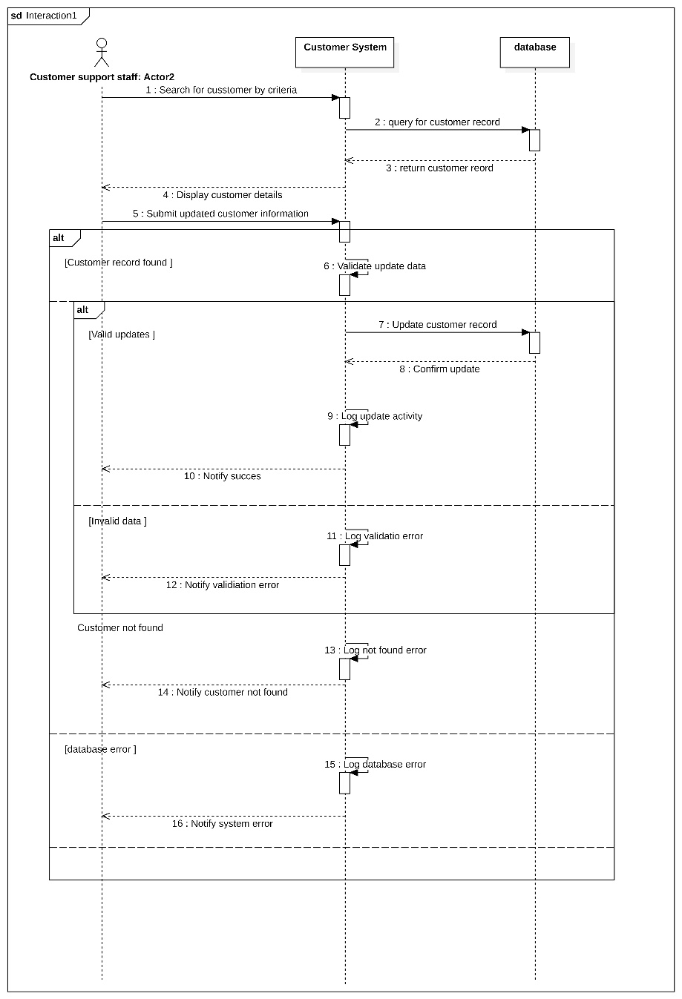 sd Interaction1
Customer support staff: Actor2
Customer System
database
1 : Search for cusstomer by criteria
2 : query for customer record
3 : return customer reord
4 : Display customer details
5 : Submit updated customer information
alt
[Customer record found ]
6 : Validate update data
alt
[Valid updates ]
7 : Update customer record
8 : Confirm update
9 : Log update activity
10 : Notify succes
[Invalid data ]
11 : Log validatio error
12 : Notify validiation error
Customer not found
13 : Log not found error
14 : Notify customer not found
[database error ]
15 : Log database error
16 : Notify system error